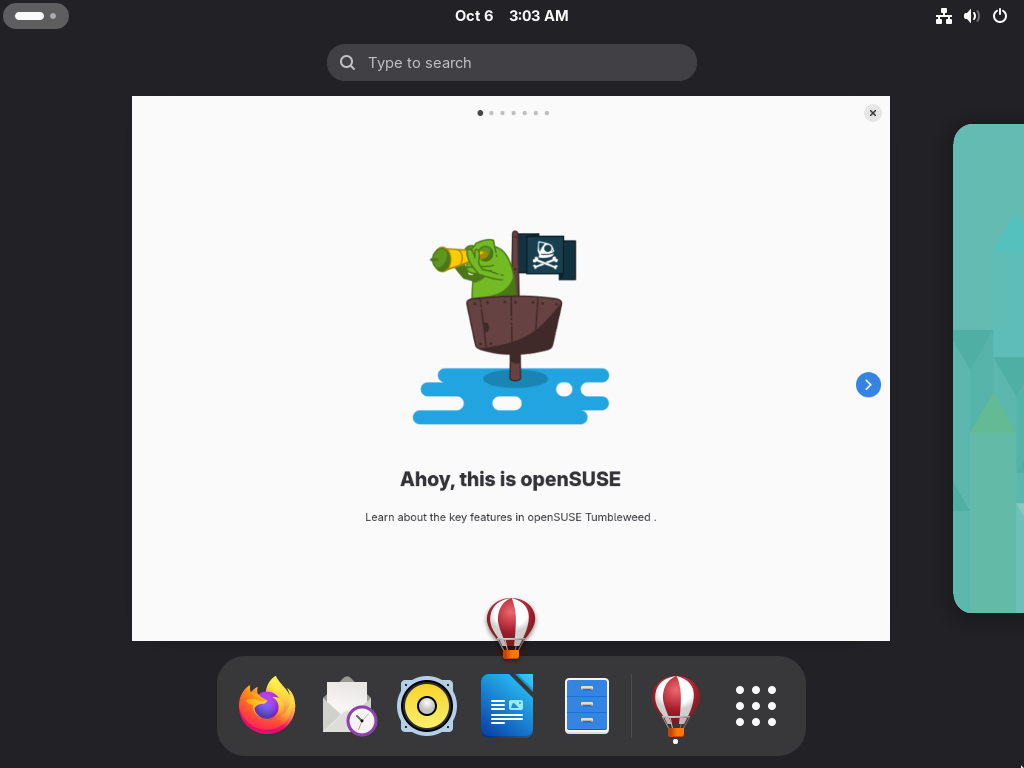 Oct 6 3:03 AM
Type to search
Ahoy, this is openSUSE
Learn about the key features in openSUSE Tumbleweed .